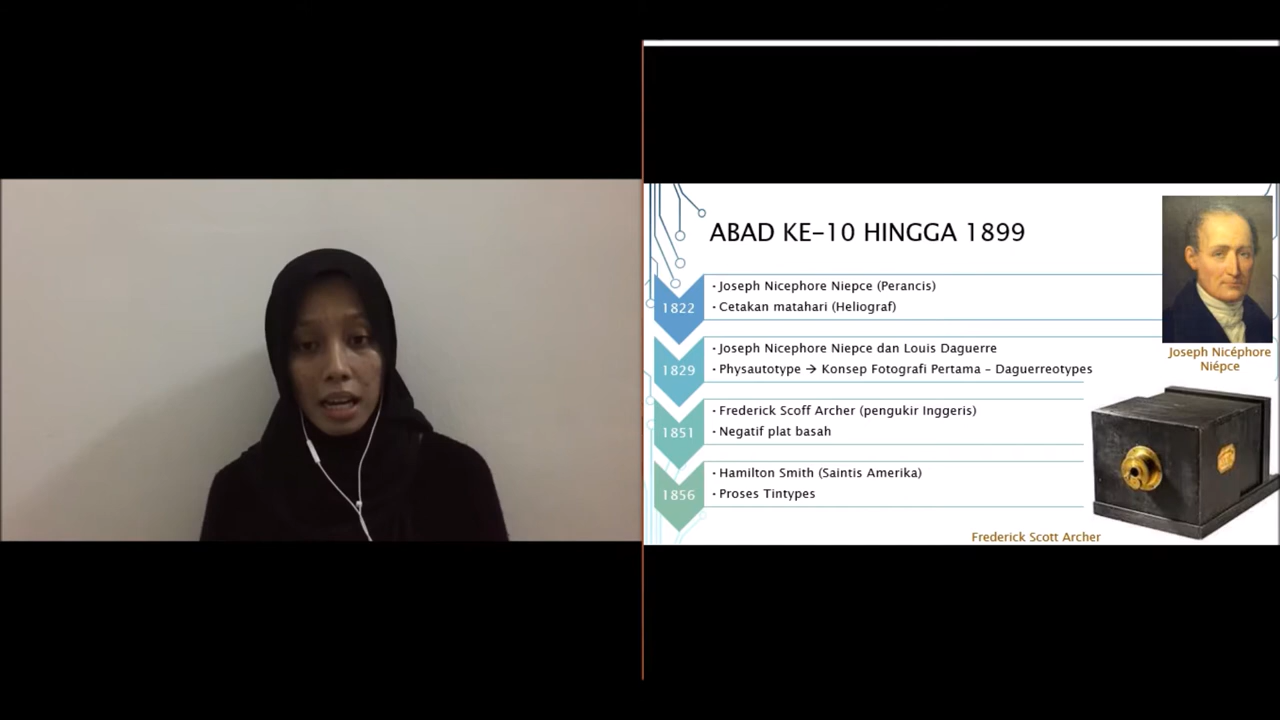 ABAD KE-10 HINGGA 1899
1822
• Joseph Nicephore Niepce (Perancis)
• Cetakan matahari (Heliograf)
1829
• Joseph Nicephore Niepce dan Louis Daguerre
• Physautotype → Konsep Fotografi Pertama – Daguerreotypes
1851
• Frederick Scoff Archer (pengukir Inggeris)
• Negatif plat basah
1856
• Hamilton Smith (Saintis Amerika)
• Proses Tintypes
Joseph Nicéphore
Niépce
Frederick Scott Archer